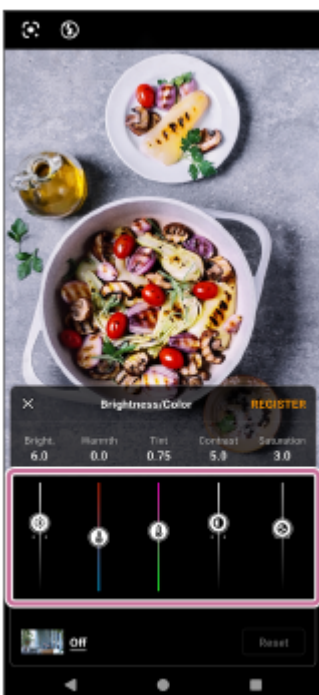 Brightness/Color REGISTER
Bright. Warmth Tint Contrast Saturation
6.0 0.0 0.75 5.0 3.0
Off Reset